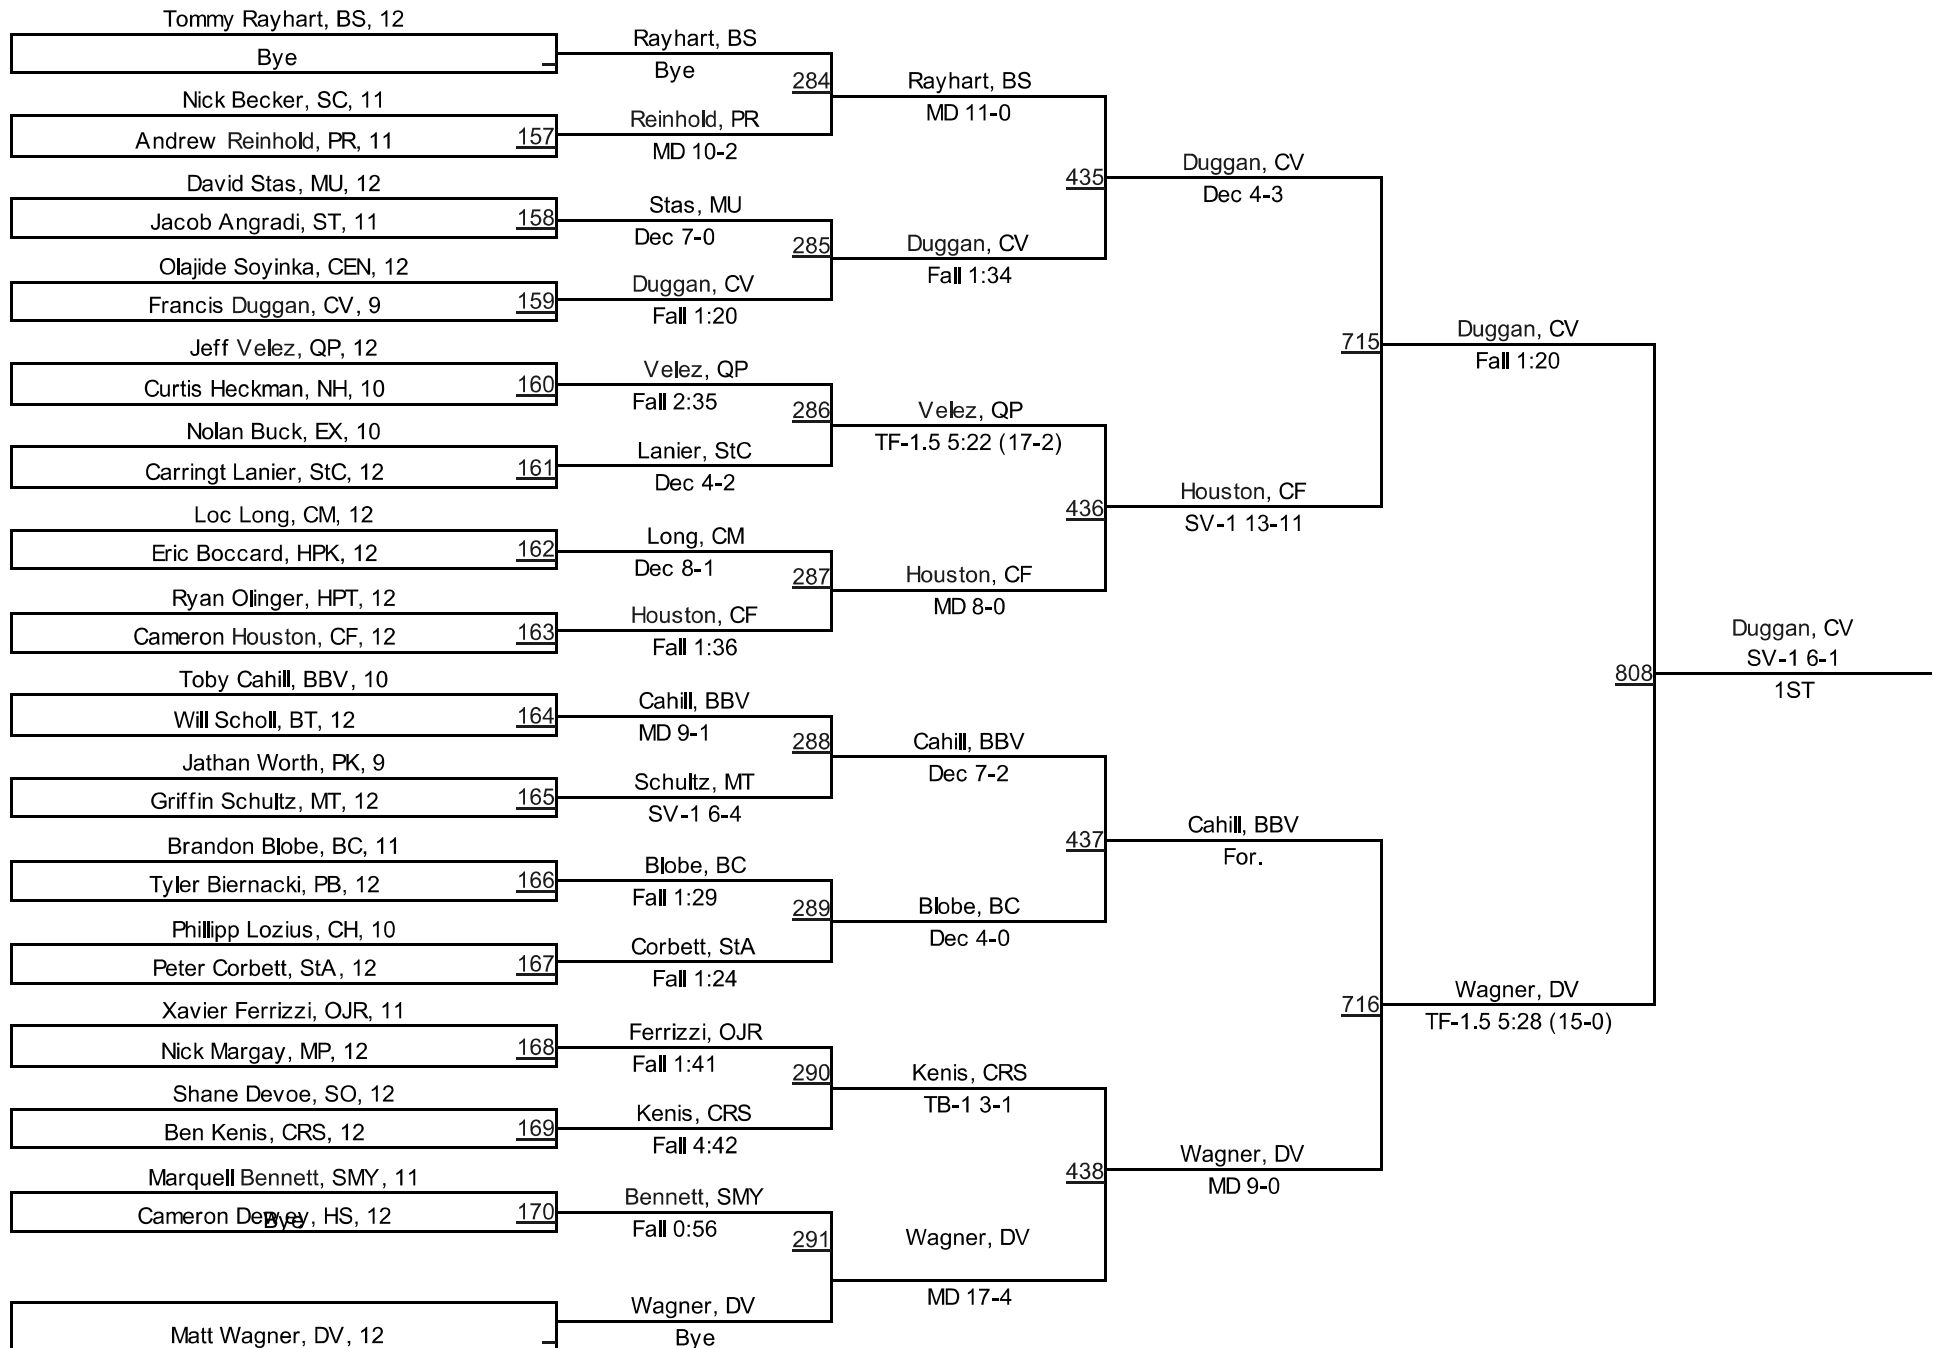 Tommy Rayhart, BS, 12
Bye
Nick Becker, SC, 11
Andrew Reinhold, PR, 11
157
David Stas, MU, 12
Jacob Angradi, ST, 11
158
Olajide Soyinka, CEN, 12
Francis Duggan, CV, 9
159
Jeff Velez, QP, 12
Curtis Heckman, NH, 10
160
Nolan Buck, EX, 10
Carringt Lanier, StC, 12
161
Loc Long, CM, 12
Eric Boccard, HPK, 12
162
Ryan Olinger, HPT, 12
Cameron Houston, CF, 12
163
Toby Cahill, BBV, 10
Will Scholl, BT, 12
164
Jathan Worth, PK, 9
Griffin Schultz, MT, 12
165
Brandon Blobe, BC, 11
Tyler Biernacki, PB, 12
166
Phillipp Lozius, CH, 10
Peter Corbett, StA, 12
167
Xavier Ferrizzi, OJR, 11
Nick Margay, MP, 12
168
Shane Devoe, SO, 12
Ben Kenis, CRS, 12
169
Marquell Bennett, SMY, 11
Cameron Dewey, HS, 12
Bye
170
Matt Wagner, DV, 12
Rayhart, BS
Bye
284
Reinhold, PR
MD 10-2
Stas, MU
Dec 7-0
285
Duggan, CV
Fall 1:20
Velez, QP
Fall 2:35
286
Lanier, StC
Dec 4-2
Long, CM
Dec 8-1
287
Houston, CF
Fall 1:36
Cahill, BBV
MD 9-1
288
Schultz, MT
SV-1 6-4
Blobe, BC
Fall 1:29
289
Corbett, StA
Fall 1:24
Ferrizzi, OJR
Fall 1:41
290
Kenis, CRS
Fall 4:42
Bennett, SMY
Fall 0:56
291
Wagner, DV
Bye
Rayhart, BS
MD 11-0
435
Duggan, CV
Fall 1:34
Velez, QP
TF-1.5 5:22 (17-2)
436
Houston, CF
MD 8-0
Cahill, BBV
Dec 7-2
437
Blobe, BC
Dec 4-0
Kenis, CRS
TB-1 3-1
438
Wagner, DV
MD 17-4
Duggan, CV
Dec 4-3
715
Houston, CF
SV-1 13-11
Cahill, BBV
For.
716
Wagner, DV
MD 9-0
Duggan, CV
Fall 1:20
808
Wagner, DV
TF-1.5 5:28 (15-0)
Duggan, CV
SV-1 6-1
1ST